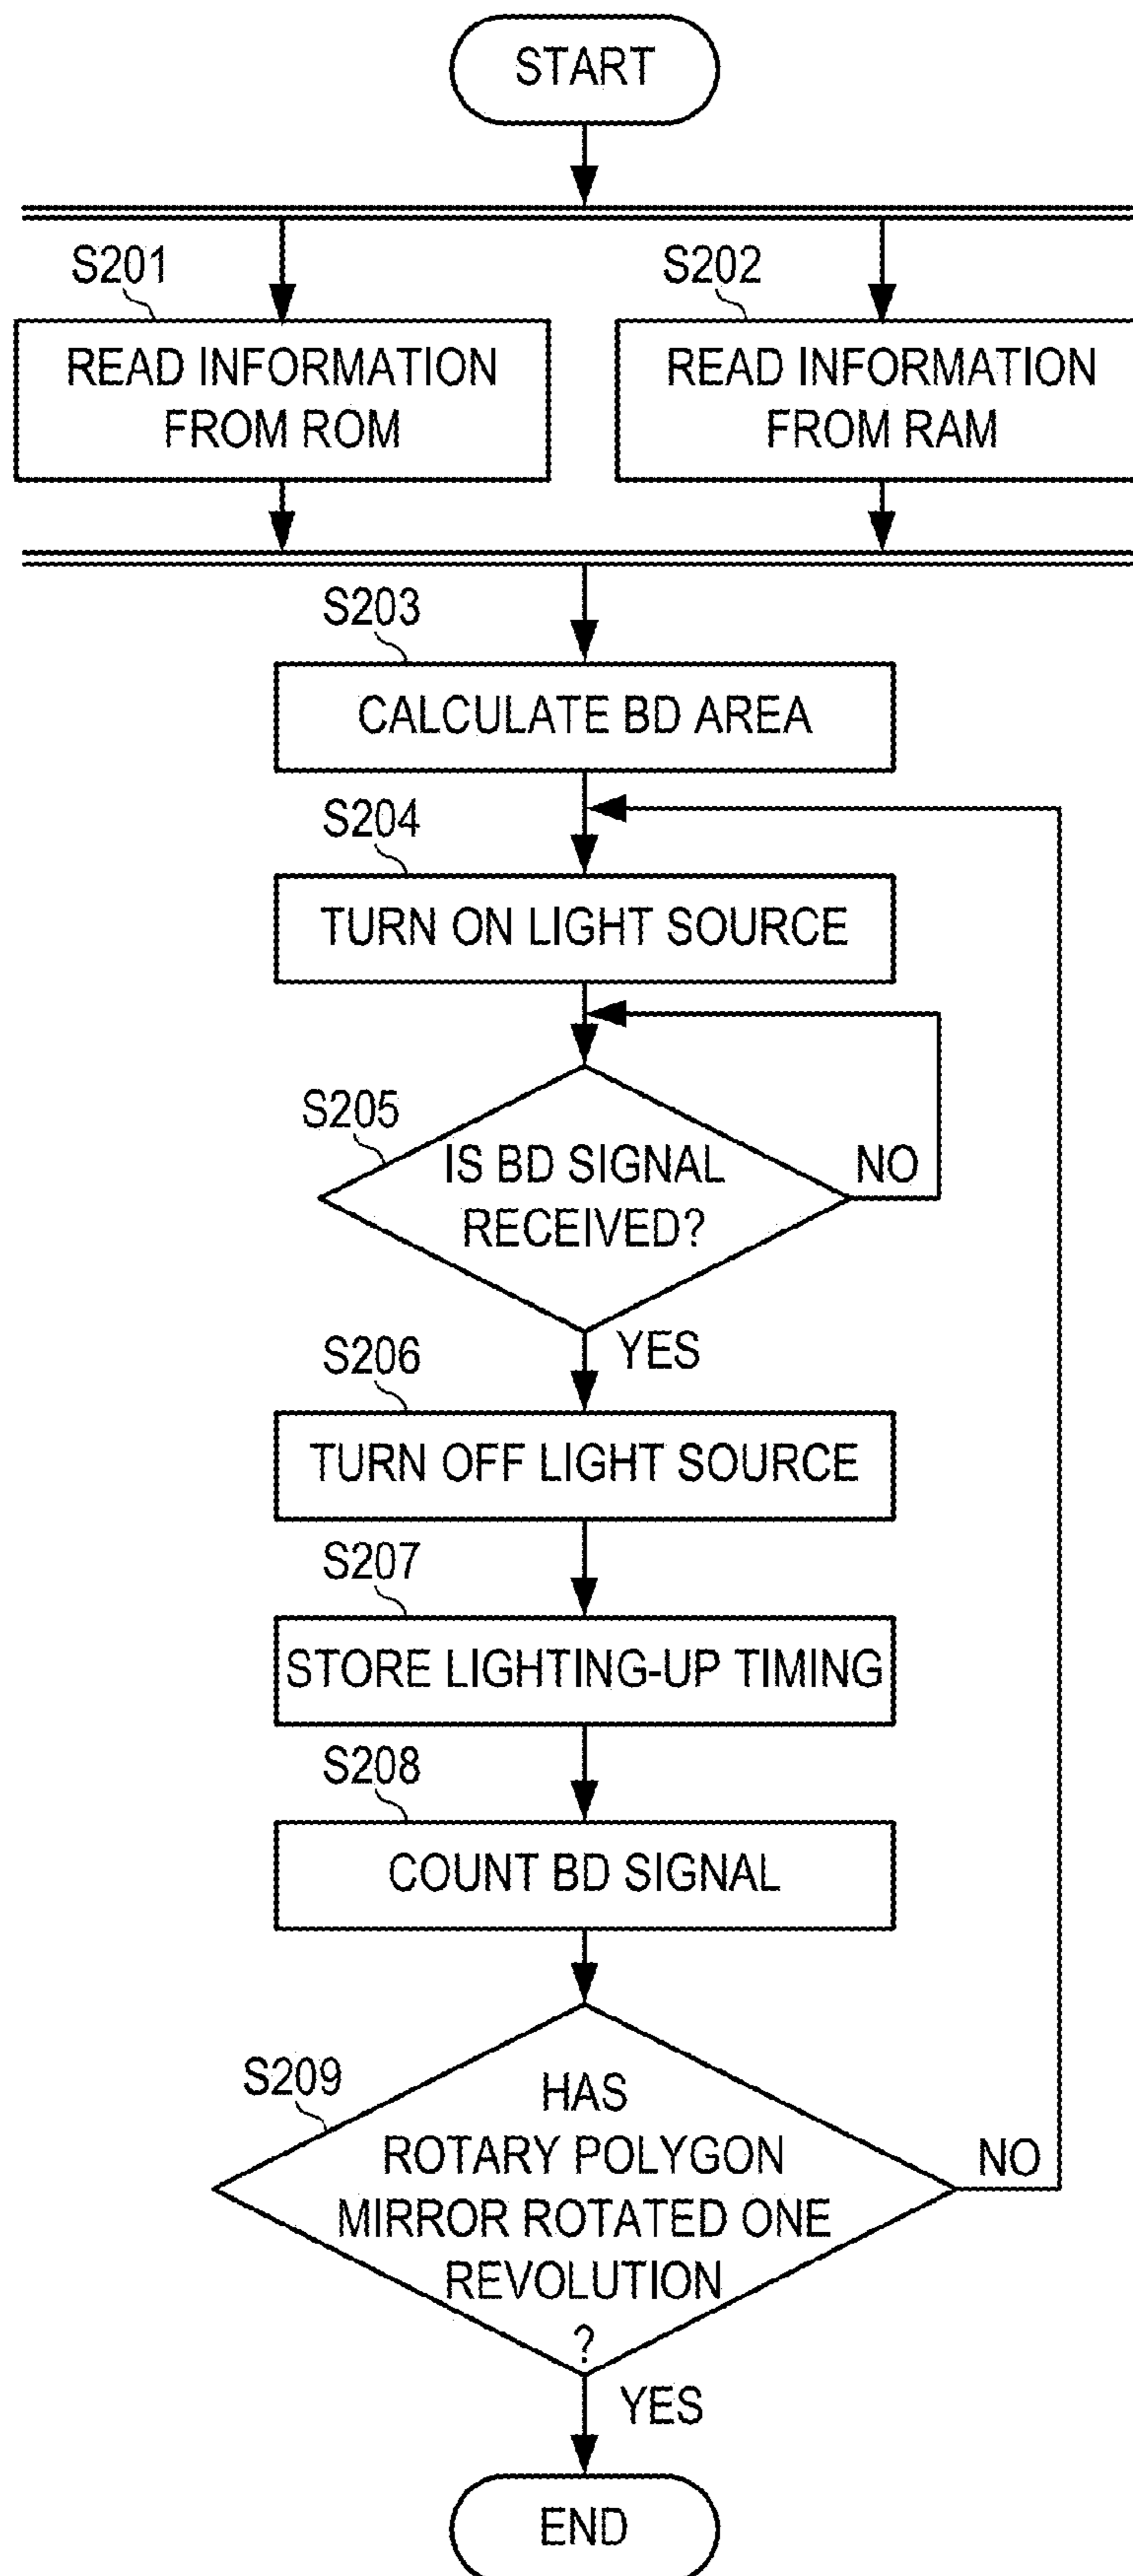 START
S201
S202
READ INFORMATION
FROM ROM
READ INFORMATION
FROM RAM
S203
CALCULATE BD AREA
S204
TURN ON LIGHT SOURCE
S205
IS BD SIGNAL
RECEIVED?
NO
YES
S206
TURN OFF LIGHT SOURCE
S207
STORE LIGHTING-UP TIMING
S208
COUNT BD SIGNAL
S209
HAS
ROTARY POLYGON
MIRROR ROTATED ONE
REVOLUTION
?
NO
YES
END